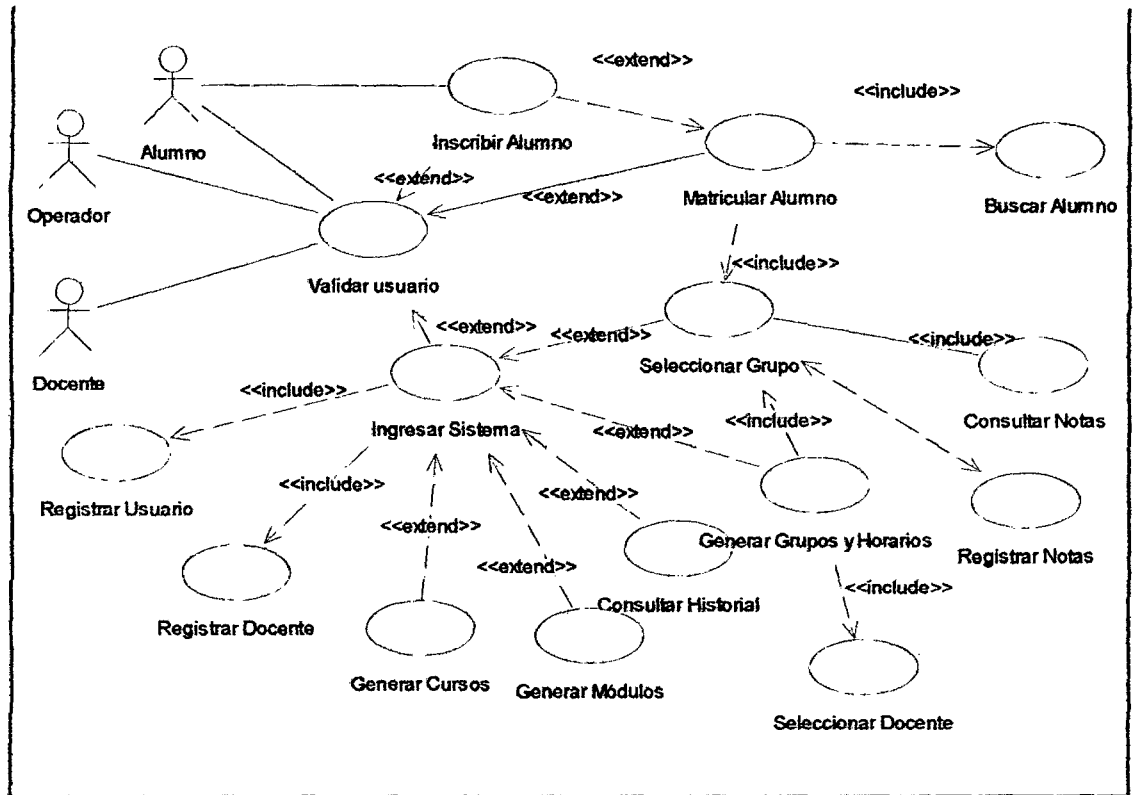 <<extend>>
<<include>>
Alumno
Inscribir Alumno
Operador
<<extend>>
<<extend>>
Matricular Alumno
Buscar Alumno
Validar usuario
<<include>>
<<extend>>
<<extend>>
<<include>>
Docente
<<include>>
Seleccionar Grupo
Ingresar Sistema
<<extend>>
<<include>>
Consultar Notas
Registrar Usuario
<<include>>
<<extend>>
<<extend>>
Generar Grupos y Horarios
Registrar Notas
<<extend>>
<<include>>
Consultar Historial
Registrar Docente
Generar Cursos
Generar Módulos
Seleccionar Docente